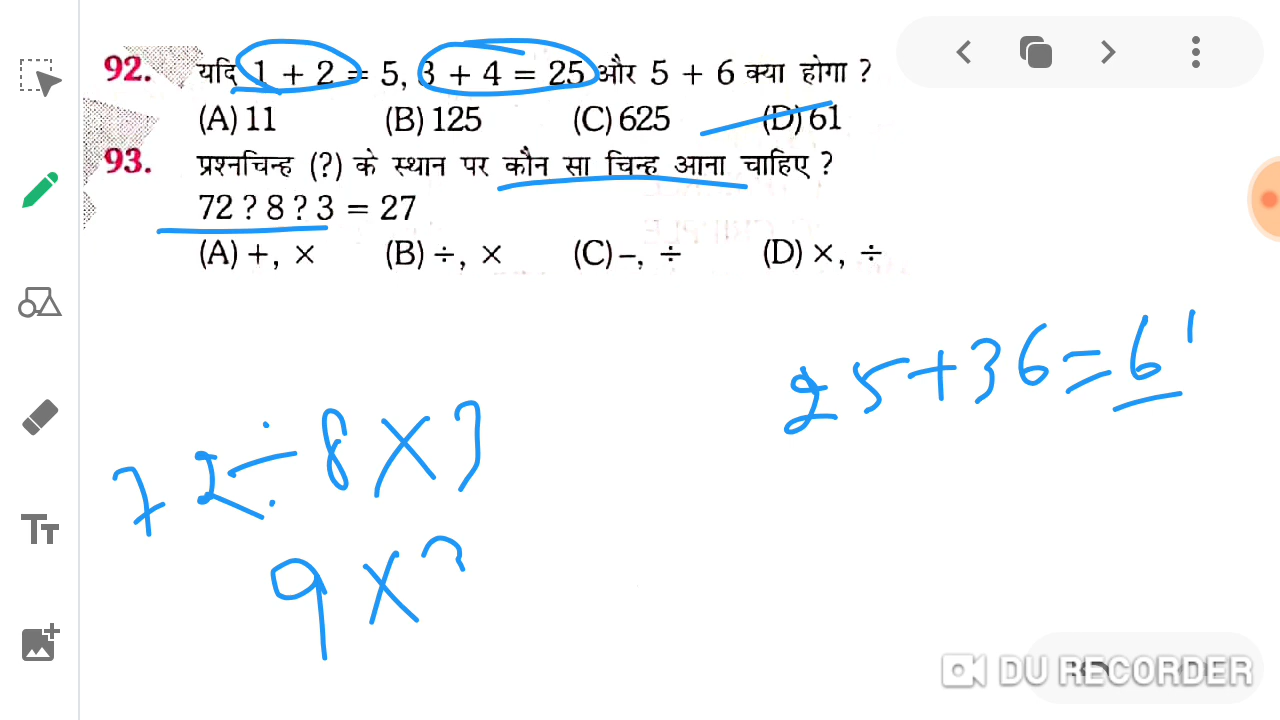 92. यदि 1 + 2 = 5, 3 + 4 = 25 और 5 + 6 क्या होगा ?
(A) 11 (B) 125 (C) 625 (D) 61
93. प्रश्नचिन्ह (?) के स्थान पर कौन सा चिन्ह आना चाहिए ?
72 ? 8 ? 3 = 27
(A) +, × (B) ÷, × (C) –, ÷ (D) ×, ÷
25+36=61
72÷8×3
9×3
TT
DU RECORDER